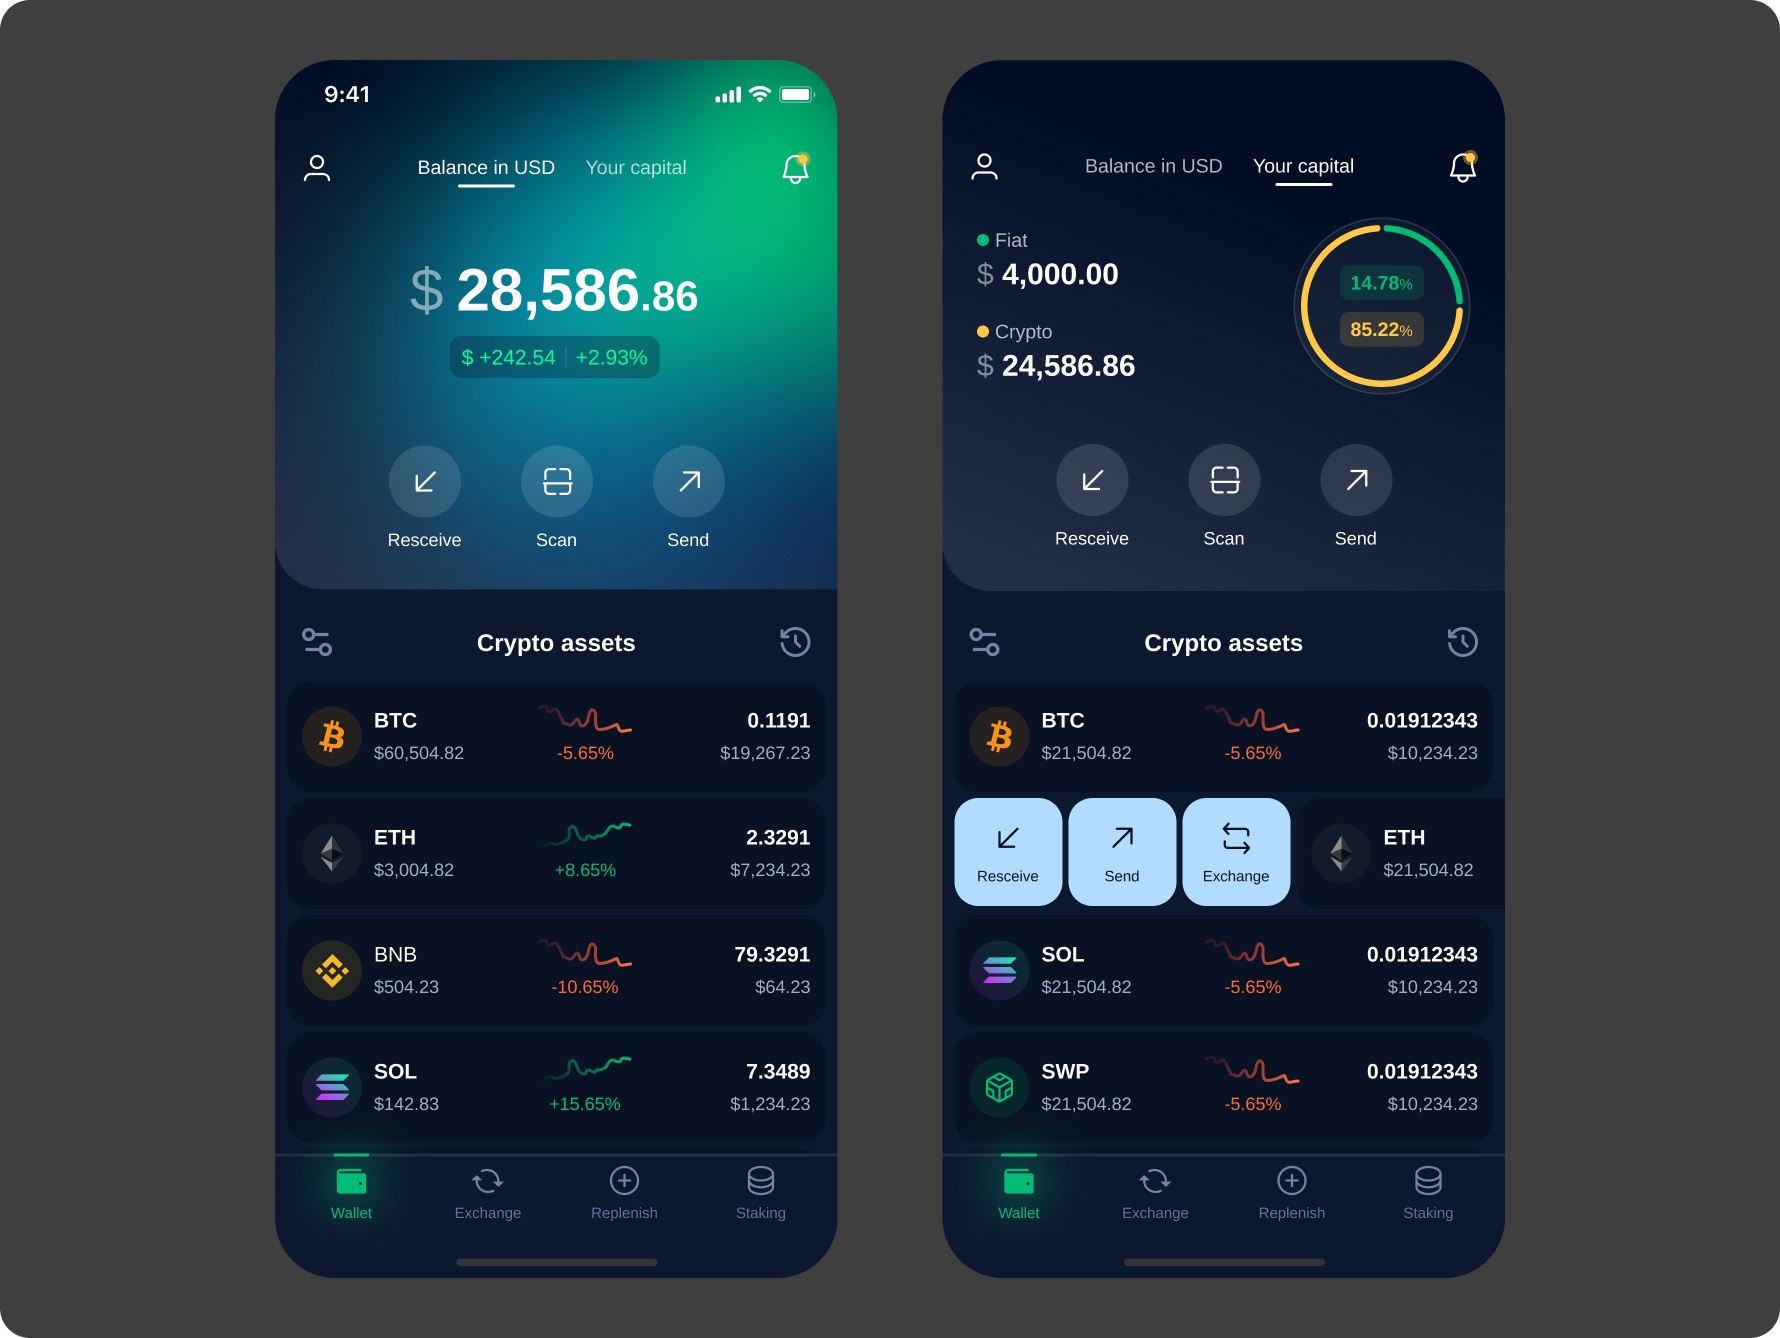 9:41
Balance in USD Your capital
$ 28,586.86
$ +242.54 +2.93%
Resceive Scan Send
Crypto assets
BTC 0.1191
$60,504.82 -5.65% $19,267.23
ETH 2.3291
$3,004.82 +8.65% $7,234.23
BNB 79.3291
$504.23 -10.65% $64.23
SOL 7.3489
$142.83 +15.65% $1,234.23
Wallet Exchange Replenish Staking
Balance in USD Your capital
Fiat
$ 4,000.00
14.78%
Crypto
85.22%
$ 24,586.86
Resceive Scan Send
Crypto assets
BTC 0.01912343
$21,504.82 -5.65% $10,234.23
ETH
Resceive Send Exchange $21,504.82
SOL 0.01912343
$21,504.82 -5.65% $10,234.23
SWP 0.01912343
$21,504.82 -5.65% $10,234.23
Wallet Exchange Replenish Staking